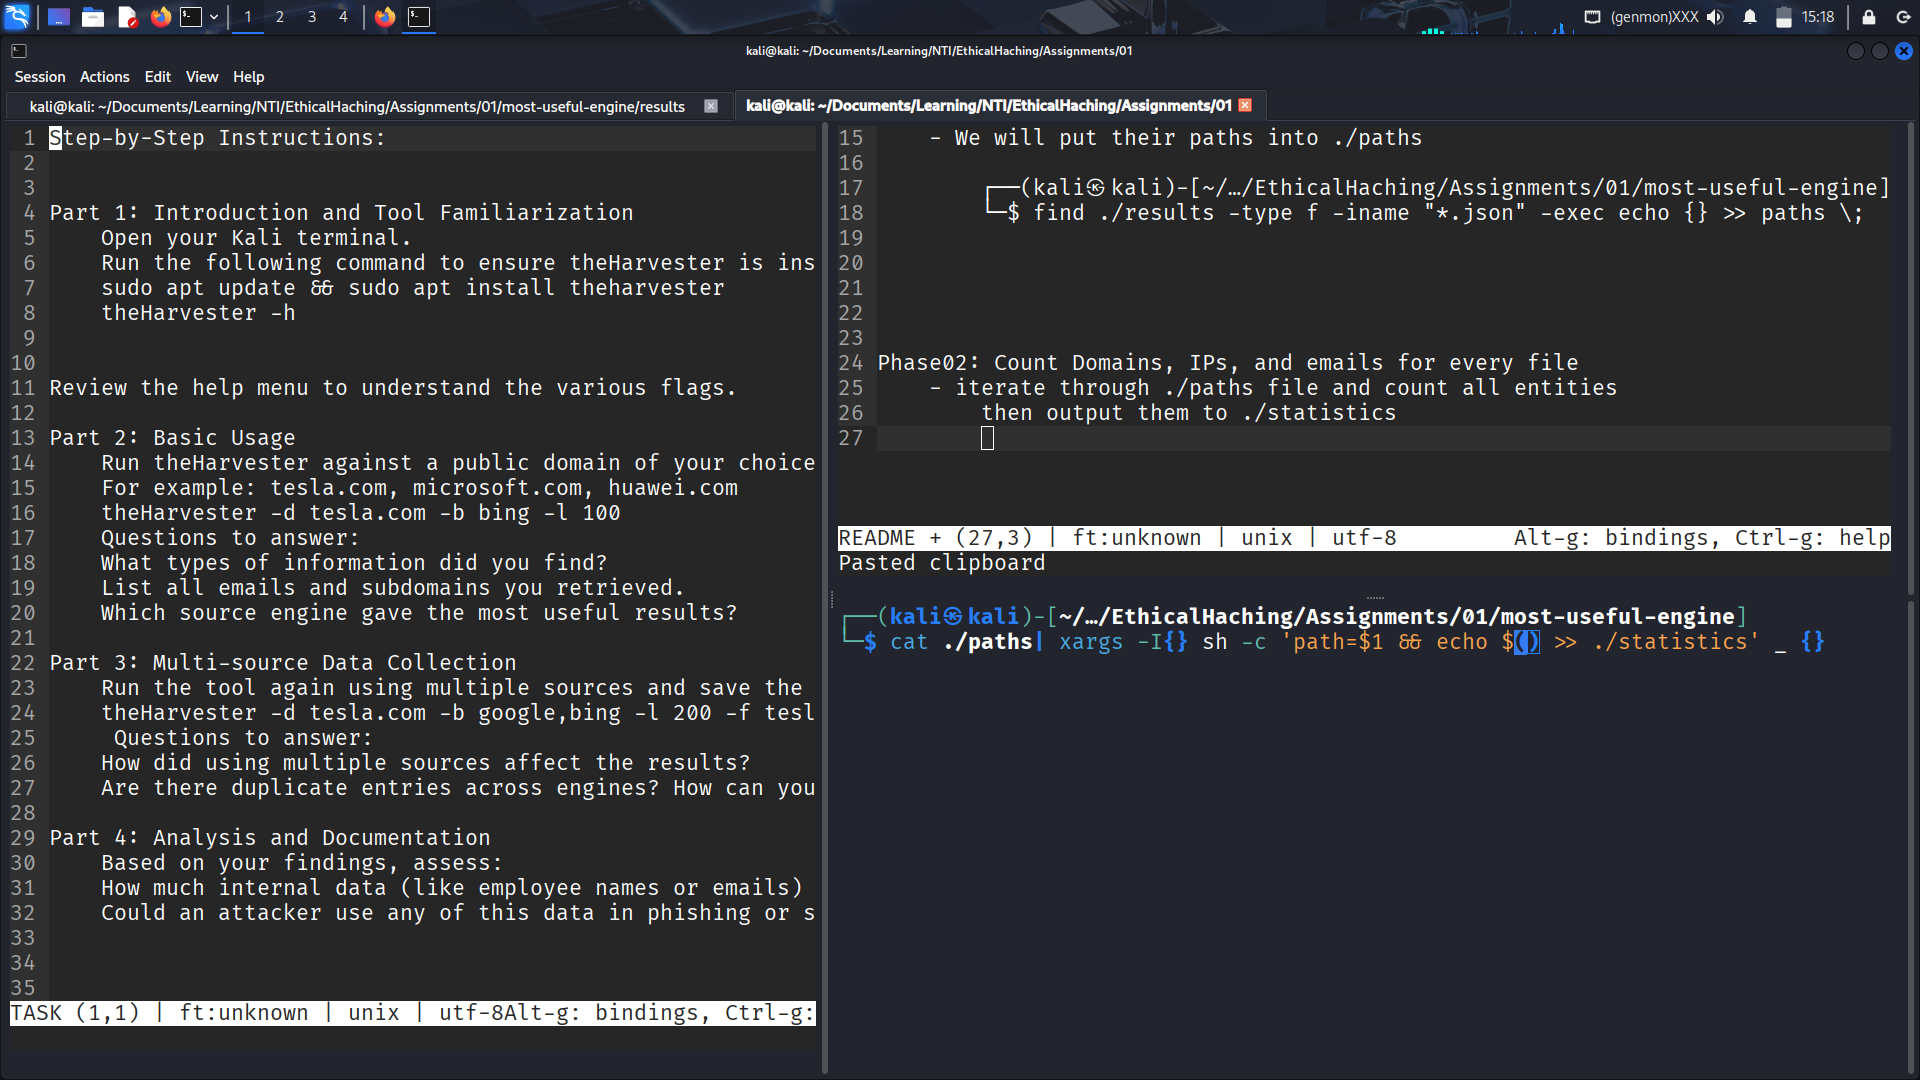 1 2 3 4 (genmon)XXX 15:18
kali@kali: ~/Documents/Learning/NTI/EthicalHaching/Assignments/01
Session Actions Edit View Help
kali@kali: ~/Documents/Learning/NTI/EthicalHaching/Assignments/01/most-useful-engine/results
kali@kali: ~/Documents/Learning/NTI/EthicalHaching/Assignments/01
1 Step-by-Step Instructions:
2
3
4 Part 1: Introduction and Tool Familiarization
5 Open your Kali terminal.
6 Run the following command to ensure theHarvester is ins
7 sudo apt update && sudo apt install theharvester
8 theHarvester -h
9
10
11 Review the help menu to understand the various flags.
12
13 Part 2: Basic Usage
14 Run theHarvester against a public domain of your choice
15 For example: tesla.com, microsoft.com, huawei.com
16 theHarvester -d tesla.com -b bing -l 100
17 Questions to answer:
18 What types of information did you find?
19 List all emails and subdomains you retrieved.
20 Which source engine gave the most useful results?
21
22 Part 3: Multi-source Data Collection
23 Run the tool again using multiple sources and save the
24 theHarvester -d tesla.com -b google,bing -l 200 -f tesl
25 Questions to answer:
26 How did using multiple sources affect the results?
27 Are there duplicate entries across engines? How can you
28
29 Part 4: Analysis and Documentation
30 Based on your findings, assess:
31 How much internal data (like employee names or emails)
32 Could an attacker use any of this data in phishing or s
33
34
35
TASK (1,1) | ft:unknown | unix | utf-8Alt-g: bindings, Ctrl-g:
15 - We will put their paths into ./paths
16
17 ┌──(kali㉿kali)-[~/…/EthicalHaching/Assignments/01/most-useful-engine]
18 └─$ find ./results -type f -iname "*.json" -exec echo {} >> paths \;
19
20
21
22
23
24 Phase02: Count Domains, IPs, and emails for every file
25 - iterate through ./paths file and count all entities
26 then output them to ./statistics
27
README + (27,3) | ft:unknown | unix | utf-8 Alt-g: bindings, Ctrl-g: help
Pasted clipboard
┌──(kali㉿kali)-[~/…/EthicalHaching/Assignments/01/most-useful-engine]
└─$ cat ./paths| xargs -I{} sh -c 'path=$1 && echo $() >> ./statistics' _ {}